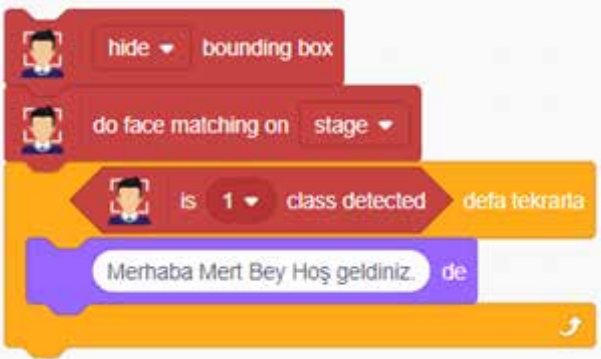 hide bounding box
do face matching on stage
is 1 class detected defa tekrarla
Merhaba Mert Bey Hoş geldiniz. de